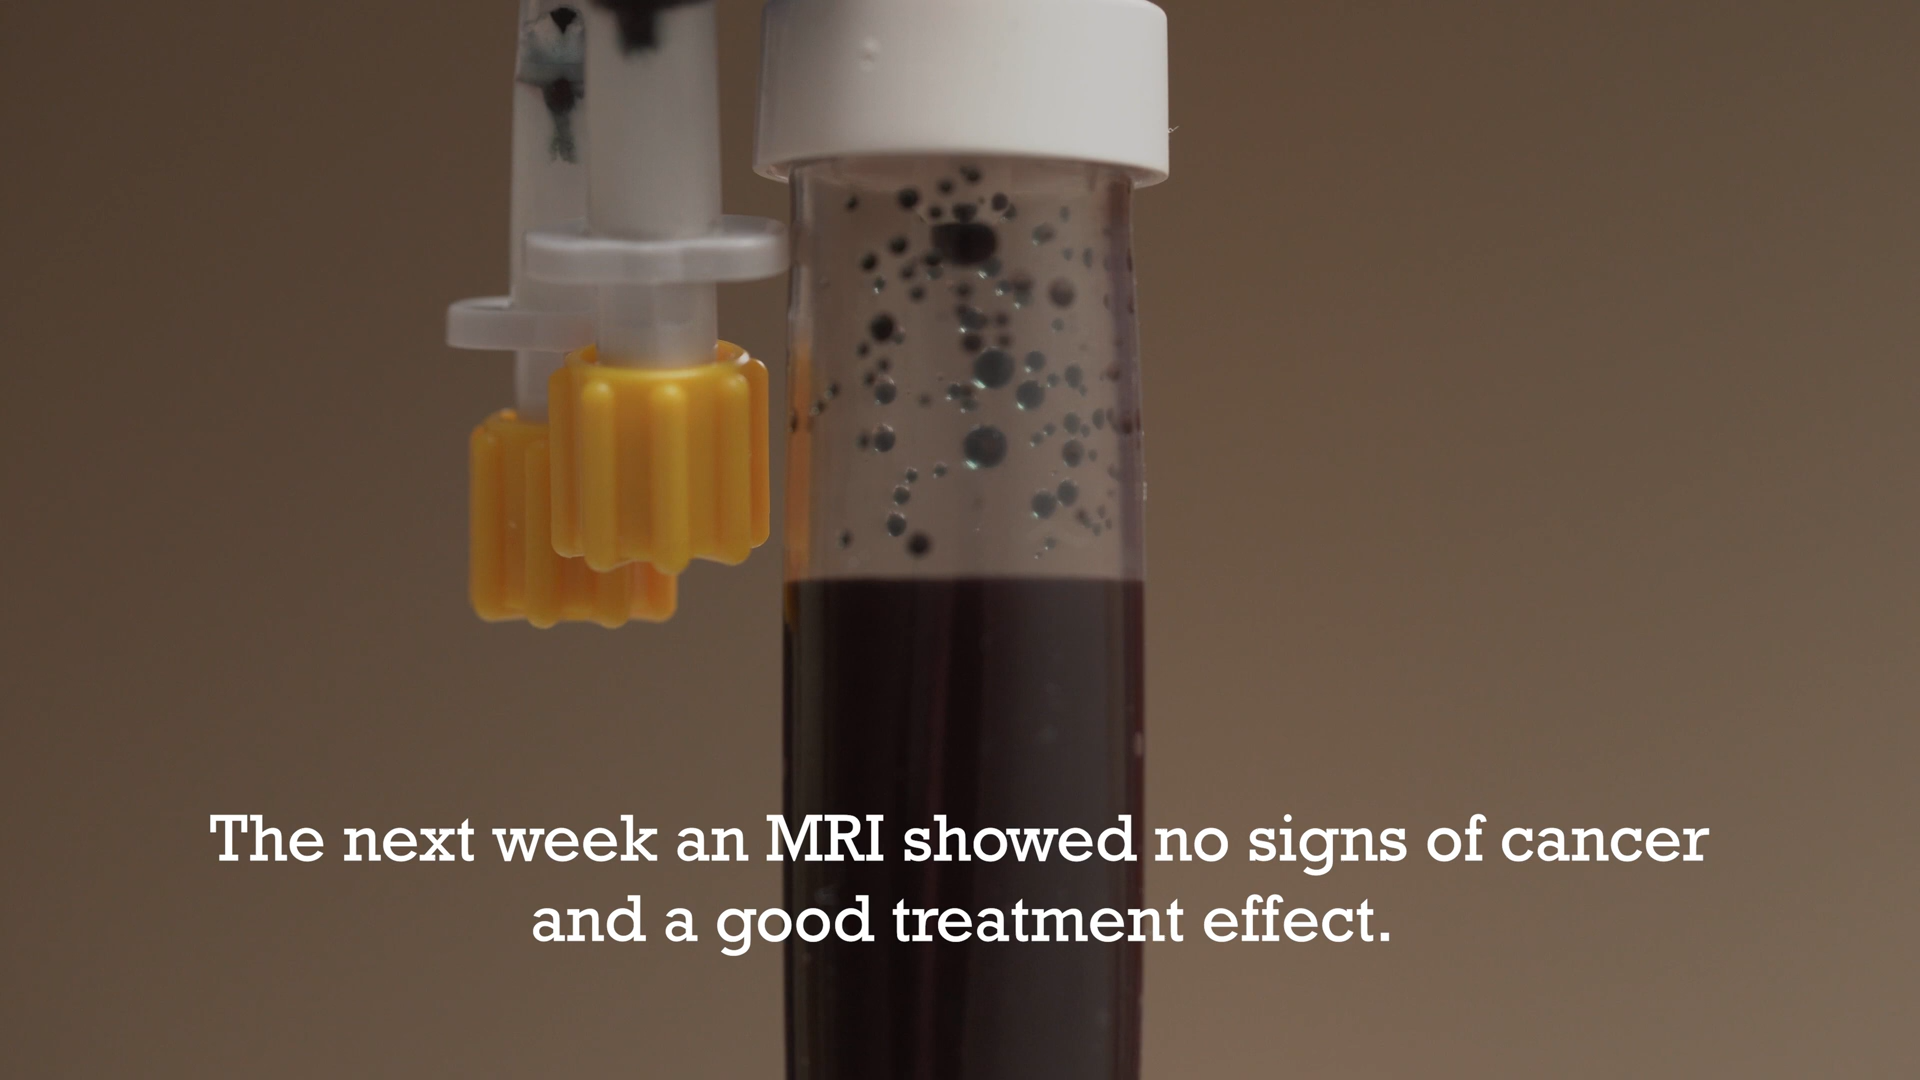 The next week an MRI showed no signs of cancer
and a good treatment effect.